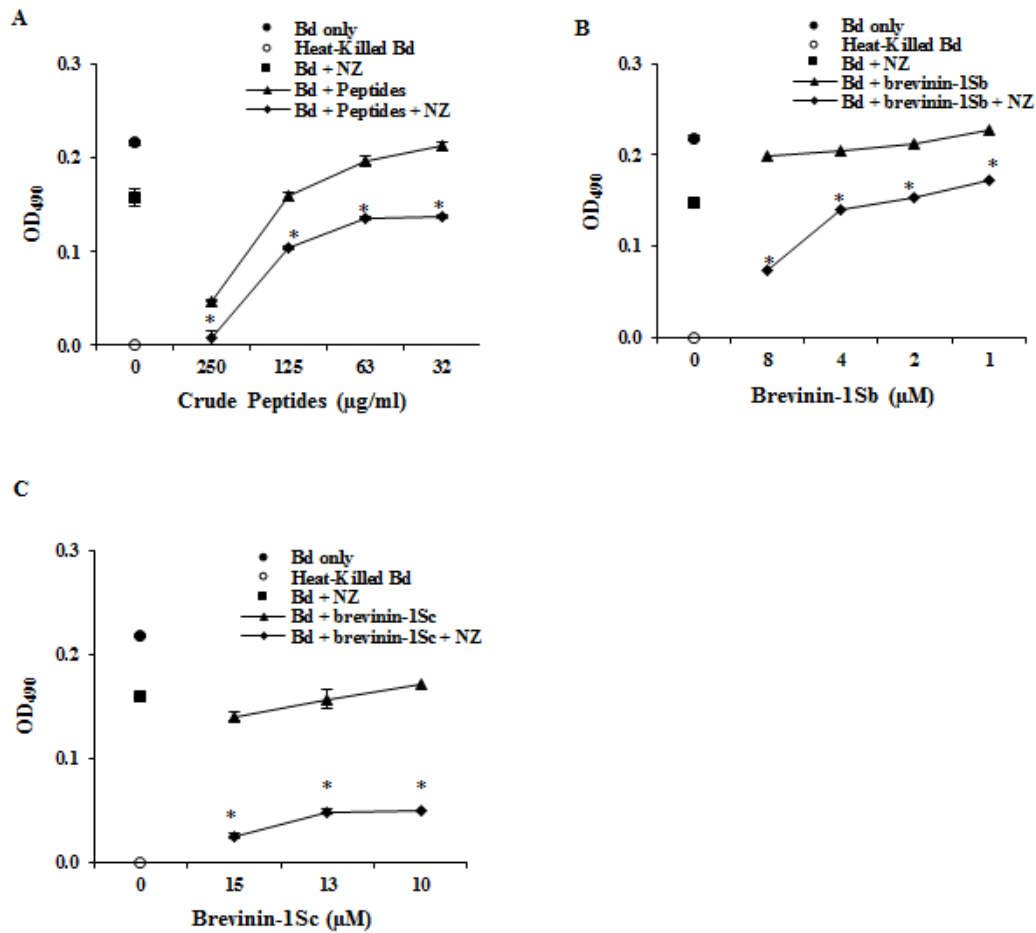 A
Bd only
Heat-Killed Bd
Bd + NZ
Bd + Peptides
Bd + Peptides + NZ
0.3
0.2
0.1
0.0
OD490
* * * *
0 250 125 63 32
Crude Peptides (µg/ml)
B
Bd only
Heat-Killed Bd
Bd + NZ
Bd + brevinin-1Sb
Bd + brevinin-1Sb + NZ
0.3
0.2
0.1
0.0
OD490
* * * *
0 8 4 2 1
Brevinin-1Sb (µM)
C
Bd only
Heat-Killed Bd
Bd + NZ
Bd + brevinin-1Sc
Bd + brevinin-1Sc + NZ
0.3
0.2
0.1
0.0
OD490
* * *
0 15 13 10
Brevinin-1Sc (µM)